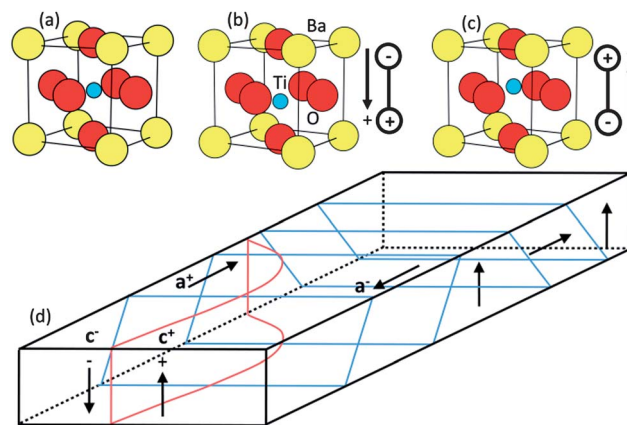 (a)
(b)
Ba
Ti
O
-
+
+
(c)
+
-
a⁺
a⁻
(d)
c⁻
c⁺
-
+